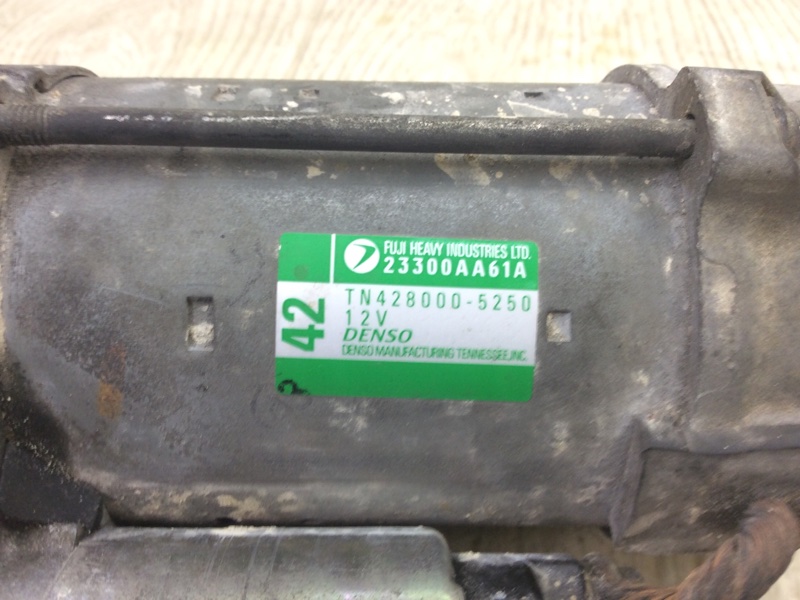 FUJI HEAVY INDUSTRIES LTD.
23300AA61A
42
TN428000-5250
12V
DENSO
DENSO MANUFACTURING TENNESSEE,INC.
P